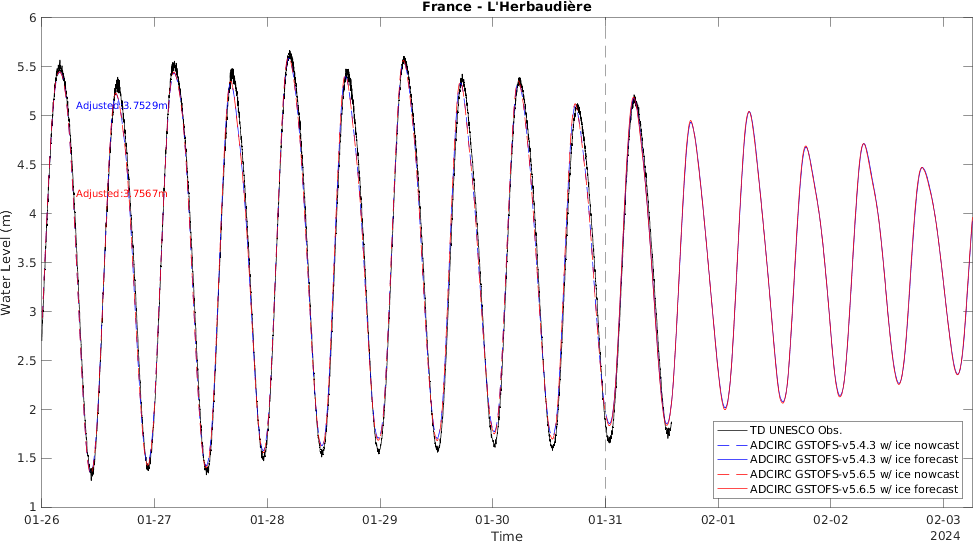 France - L'Herbaudière
6
5.5
5
4.5
4
3.5
3
2.5
2
1.5
1
Water Level (m)
Adjusted:3.7529m
Adjusted:3.7567m
TD UNESCO Obs.
ADCIRC GSTOFS-v5.4.3 w/ ice nowcast
ADCIRC GSTOFS-v5.4.3 w/ ice forecast
ADCIRC GSTOFS-v5.6.5 w/ ice nowcast
ADCIRC GSTOFS-v5.6.5 w/ ice forecast
01-26 01-27 01-28 01-29 01-30 01-31 02-01 02-02 02-03
Time 2024